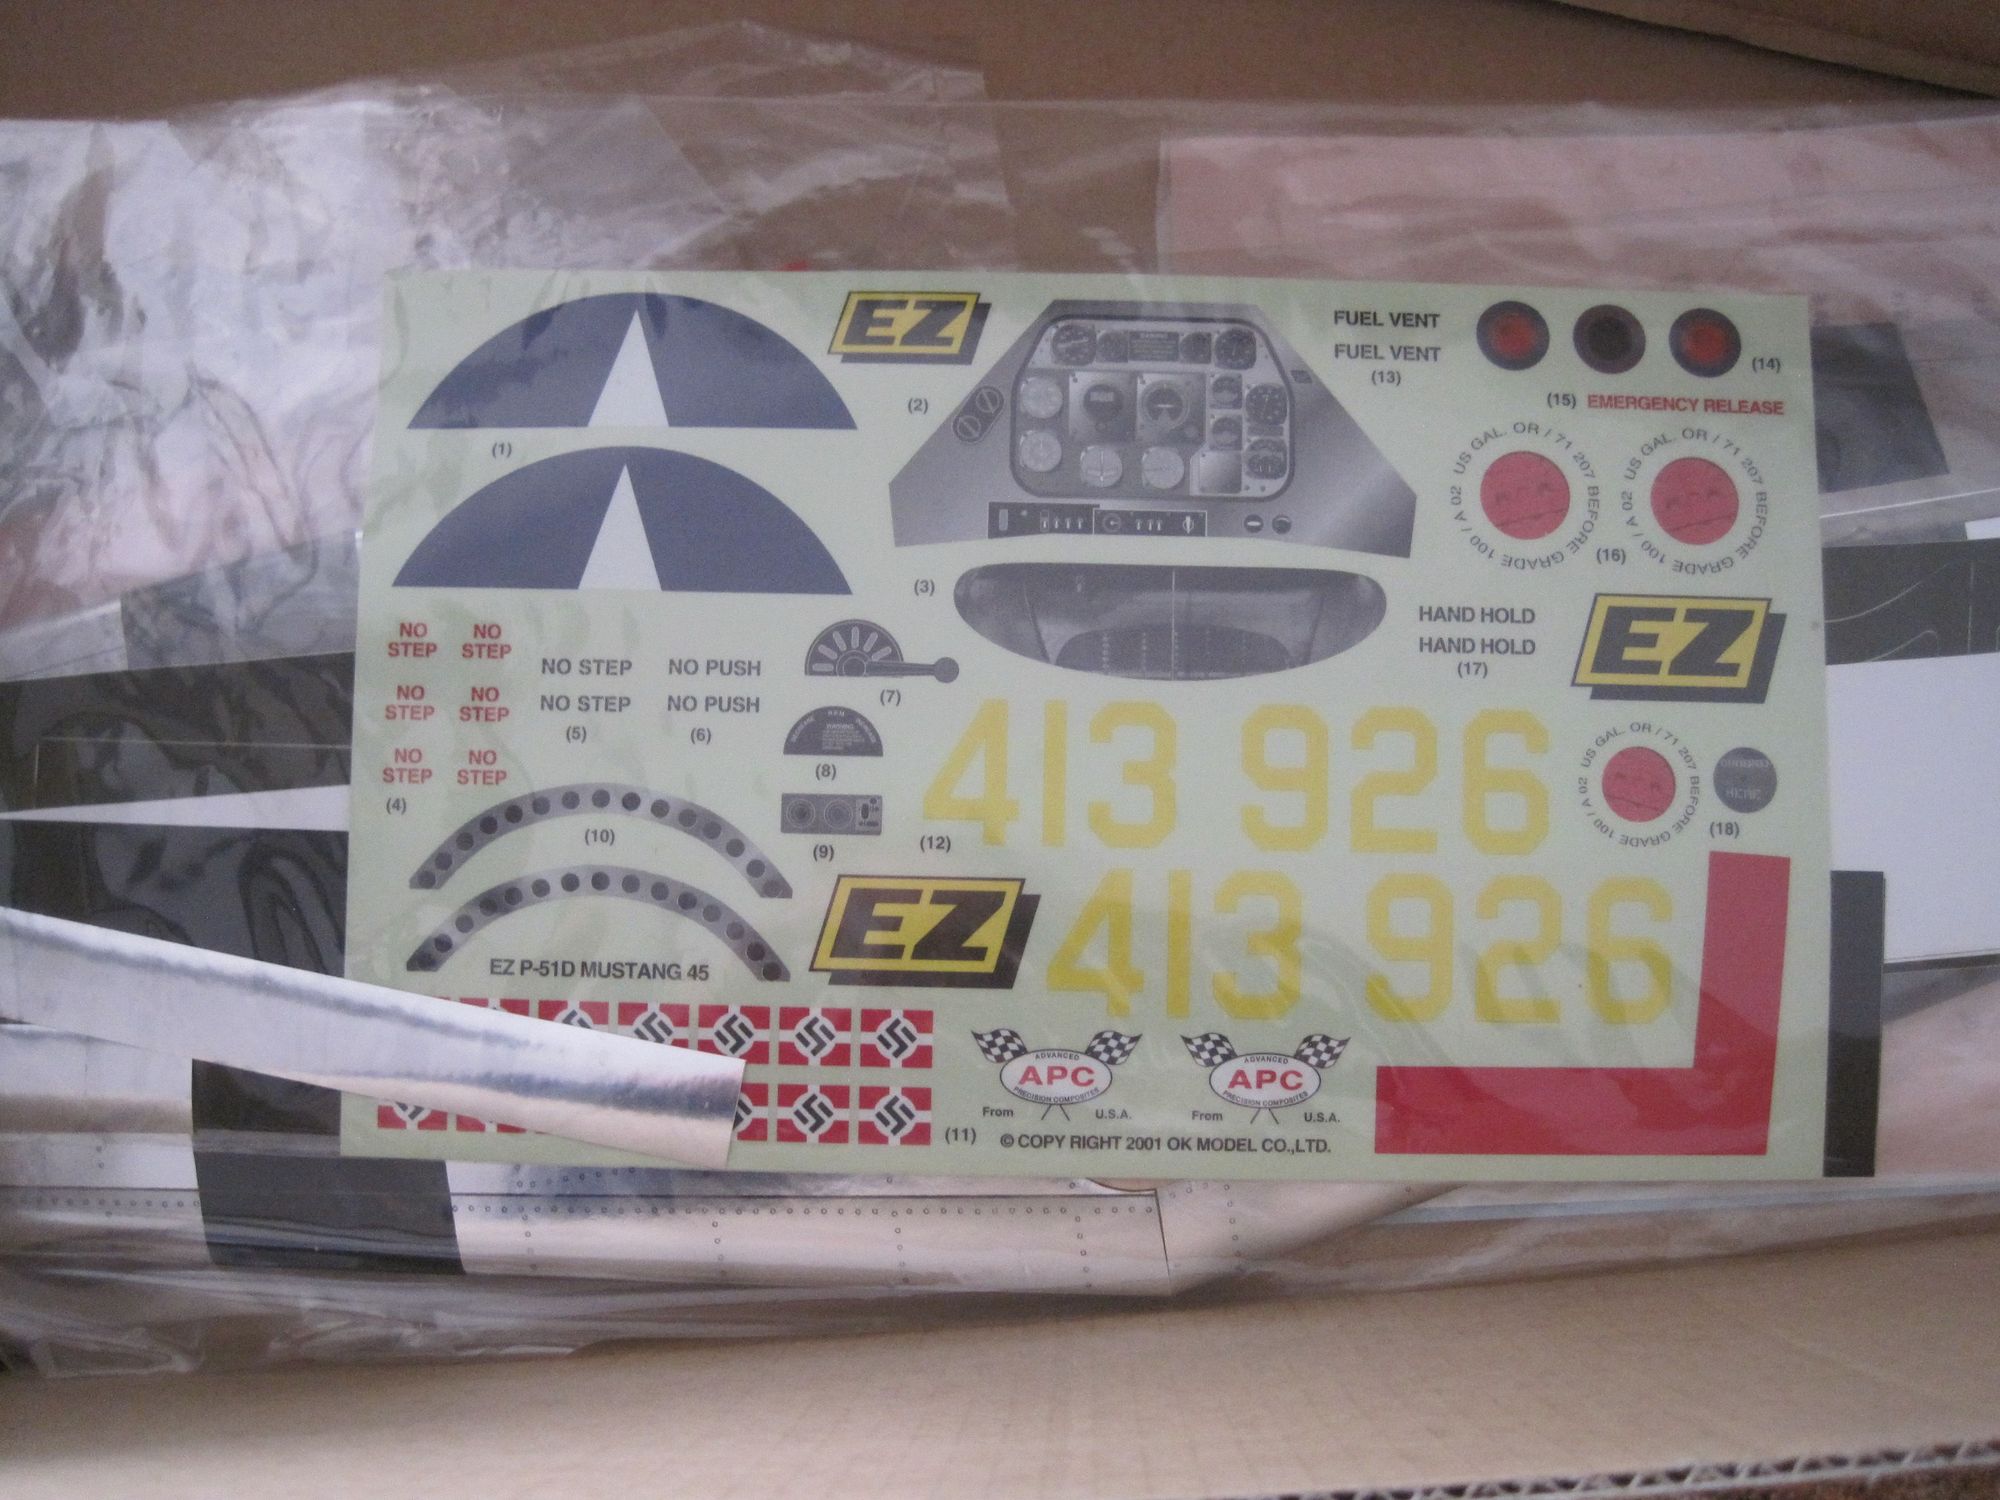 (1)
EZ
(2)
FUEL VENT
FUEL VENT
(13)
(14)
(15) EMERGENCY RELEASE
US GAL. OR / 71 207 BEFORE GRADE 100 / A 02
US GAL. OR / 71 207 BEFORE GRADE 100 / A 02
(16)
(3)
HAND HOLD
HAND HOLD
(17)
EZ
NO
STEP
NO
STEP
NO
STEP
NO
STEP
NO
STEP
NO
STEP
(4)
NO STEP
NO STEP
(5)
NO PUSH
NO PUSH
(6)
(7)
(8)
(9)
(10)
(12)
413 926
US GAL. OR / 71 207 BEFORE GRADE 100 / A 02
(18)
EZ
413 926
EZ P-51D MUSTANG 45
(11)
ADVANCED
APC
PRECISION COMPOSITES
From U.S.A.
ADVANCED
APC
PRECISION COMPOSITES
From U.S.A.
© COPY RIGHT 2001 OK MODEL CO.,LTD.